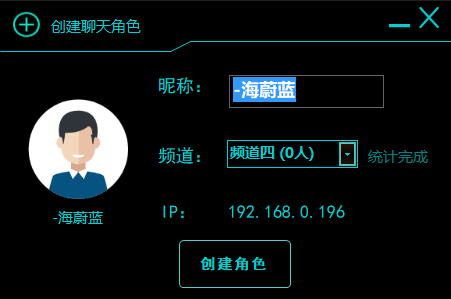 创建聊天角色
昵称： -海蔚蓝
频道： 频道四 (0人) 统计完成
-海蔚蓝
IP： 192.168.0.196
创建角色